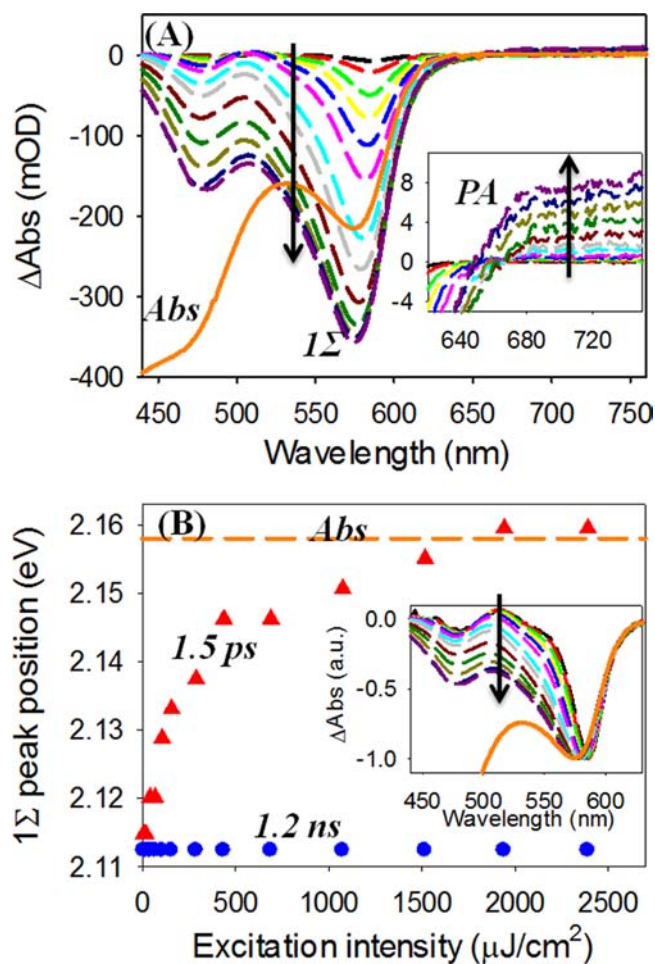 (A)
0
-100
-200
-300
-400
ΔAbs (mOD)
Abs
1Σ
PA
8
4
0
-4
640 680 720
450 500 550 600 650 700 750
Wavelength (nm)
(B)
2.16
2.15
2.14
2.13
2.12
2.11
1Σ peak position (eV)
Abs
1.5 ps
1.2 ns
0.0
-0.5
-1.0
ΔAbs (a.u.)
450 500 550 600
Wavelength (nm)
0 500 1000 1500 2000 2500
Excitation intensity (μJ/cm²)